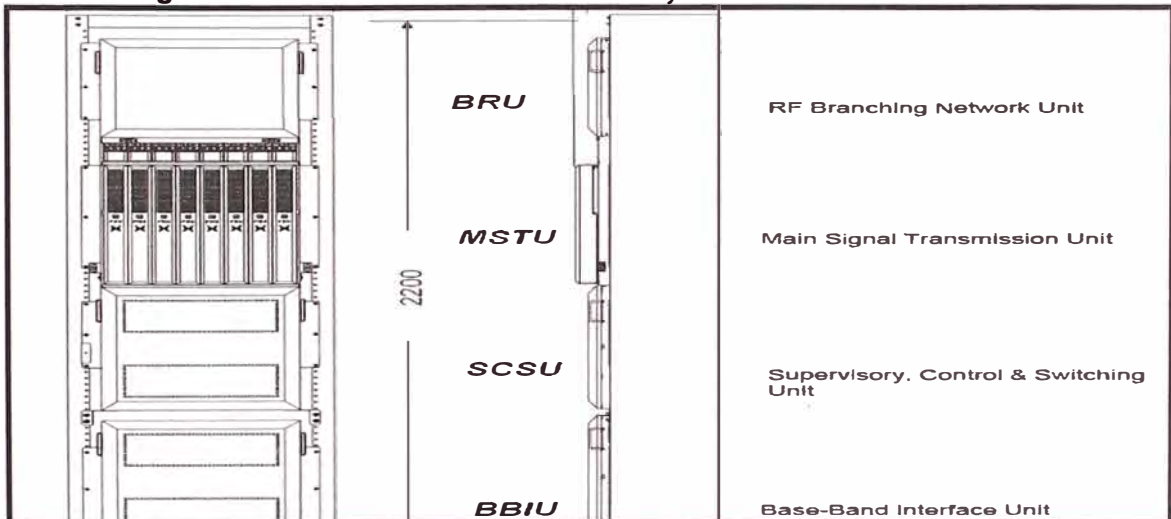 BRU
RF Branching Network Unit
MSTU
Main Signal Transmission Unit
2200
SCSU
Supervisory, Control & Switching
Unit
BBIU
Base-Band Interface Unit